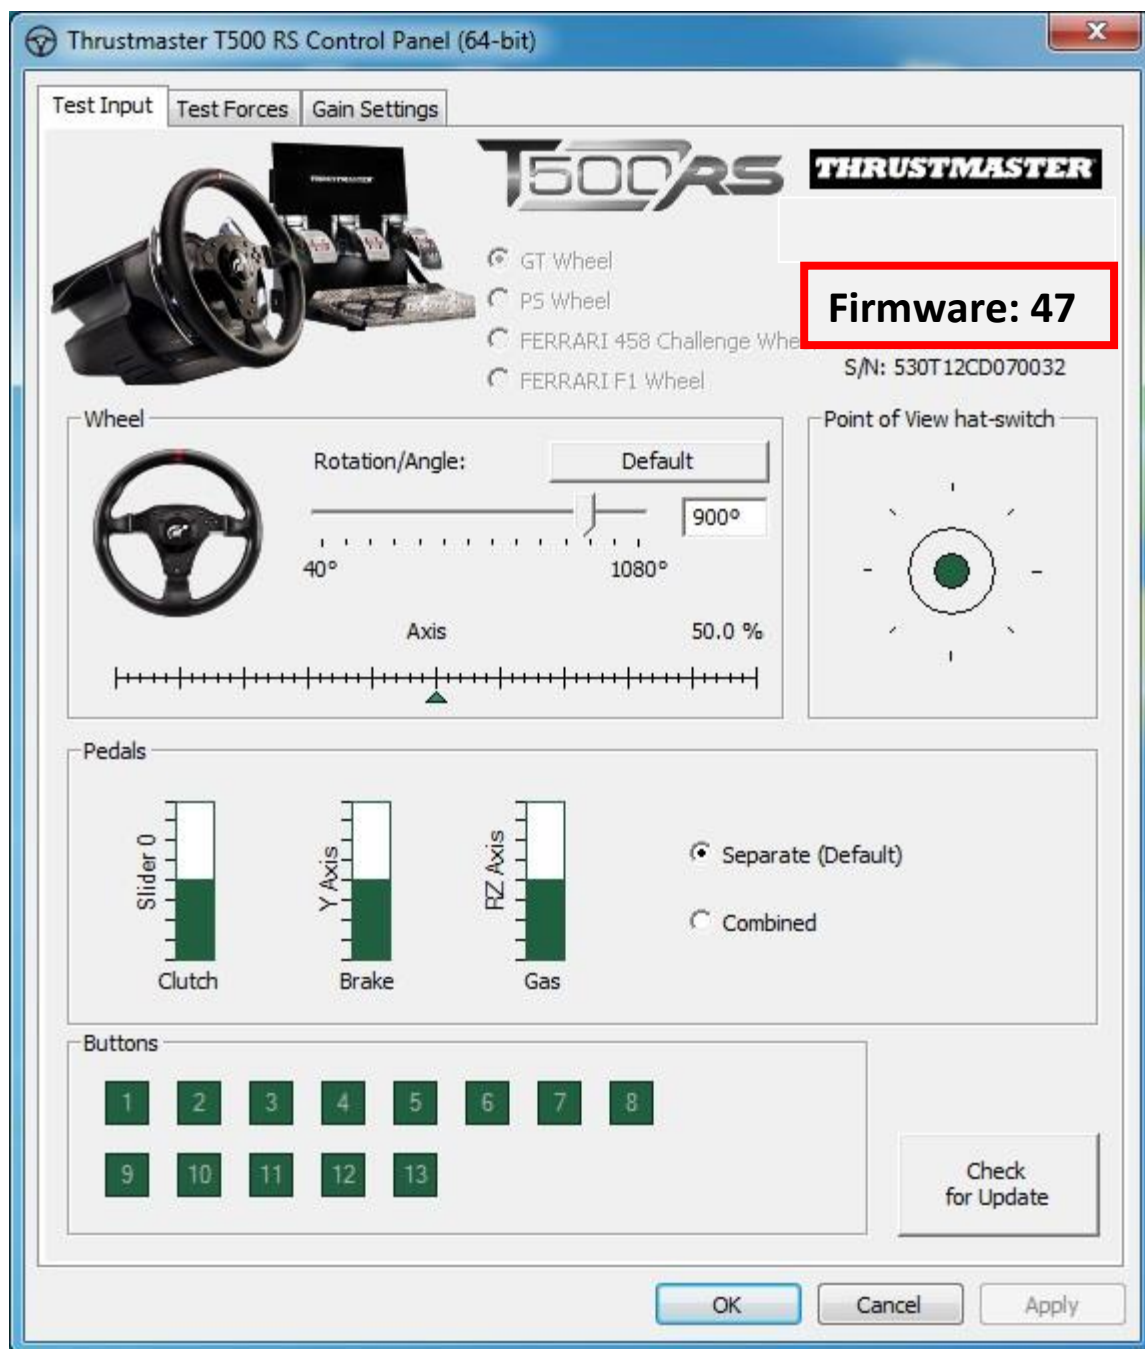 Thrustmaster T500 RS Control Panel (64-bit)
Test Input
Test Forces
Gain Settings
THRUSTMASTER
T500RS
THRUSTMASTER
GT Wheel
PS Wheel
FERRARI 458 Challenge Whe
FERRARI F1 Wheel
Firmware: 47
S/N: 530T12CD070032
Wheel
Rotation/Angle:
Default
900°
40°
1080°
Axis
50.0 %
Point of View hat-switch
Pedals
Slider 0
Clutch
Y Axis
Brake
RZ Axis
Gas
Separate (Default)
Combined
Buttons
1 2 3 4 5 6 7 8
9 10 11 12 13
Check
for Update
OK
Cancel
Apply